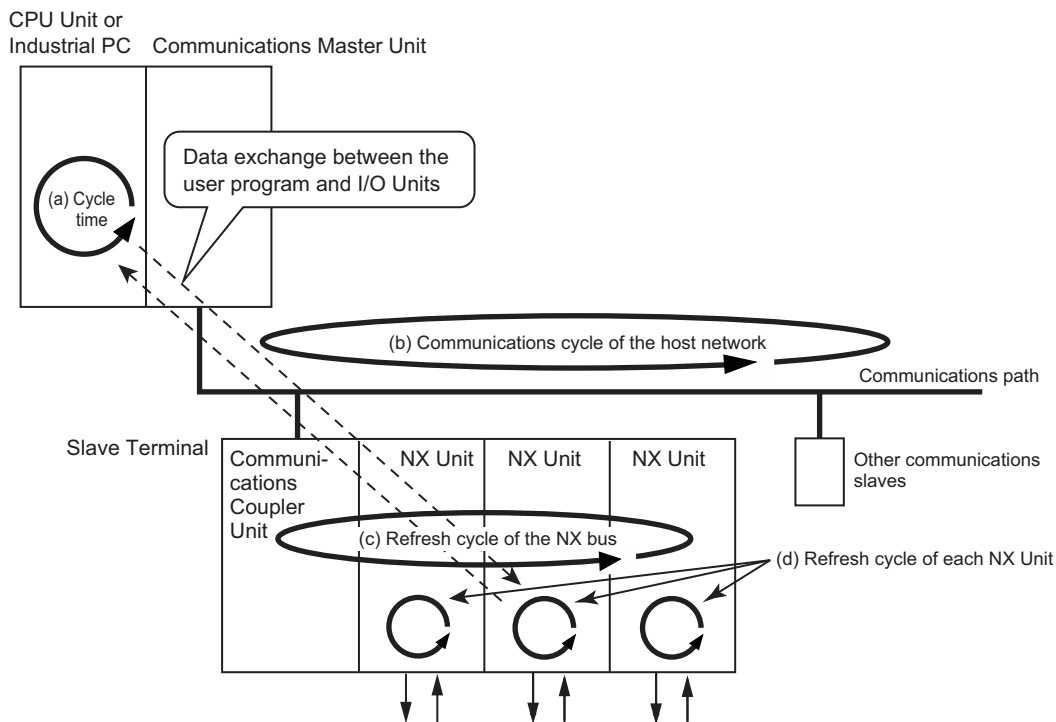 CPU Unit or
Industrial PC
Communications Master Unit
Data exchange between the
user program and I/O Units
(a) Cycle
time
(b) Communications cycle of the host network
Communications path
Slave Terminal
Communi-
cations
Coupler
Unit
NX Unit
NX Unit
NX Unit
Other communications
slaves
(c) Refresh cycle of the NX bus
(d) Refresh cycle of each NX Unit